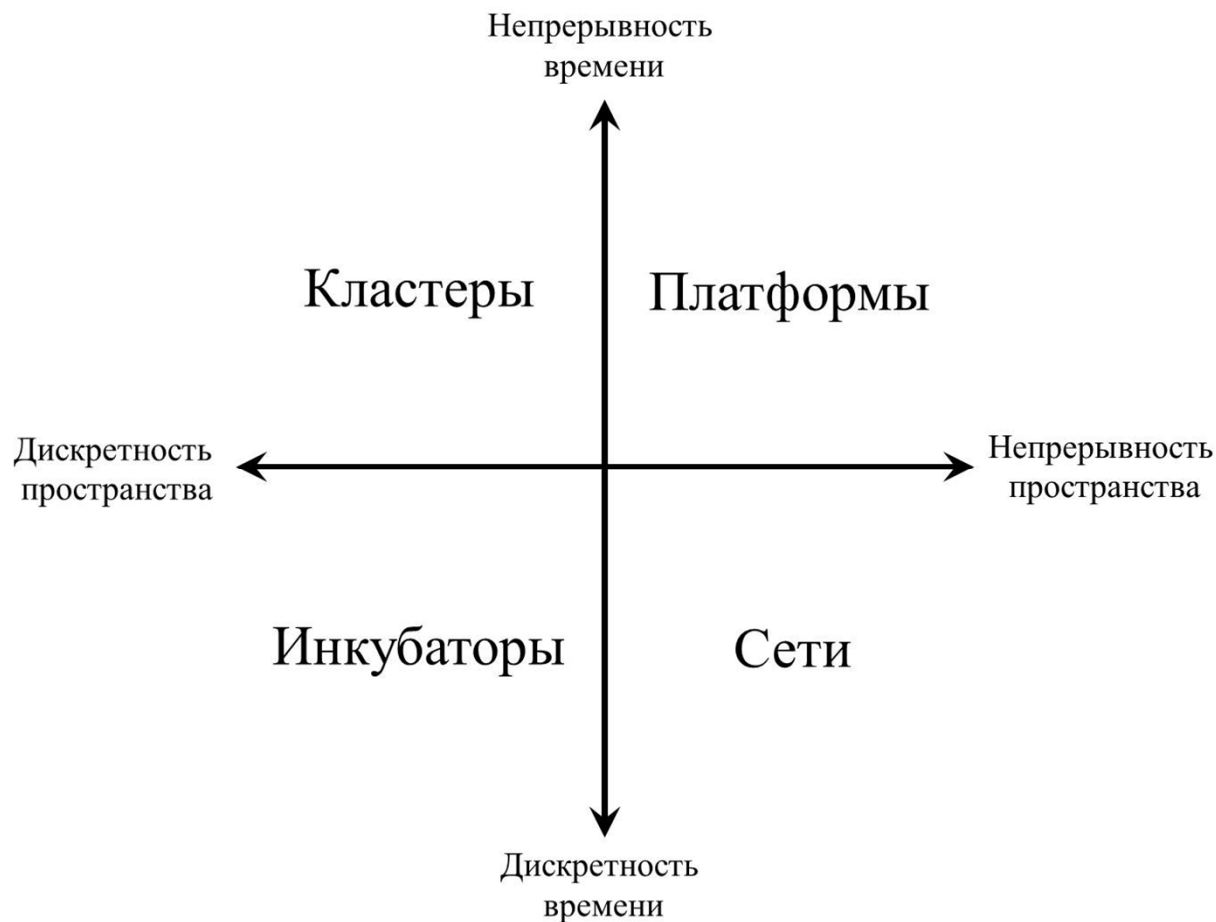 Непрерывность
времени
Кластеры
Платформы
Дискретность
пространства
Непрерывность
пространства
Инкубаторы
Сети
Дискретность
времени